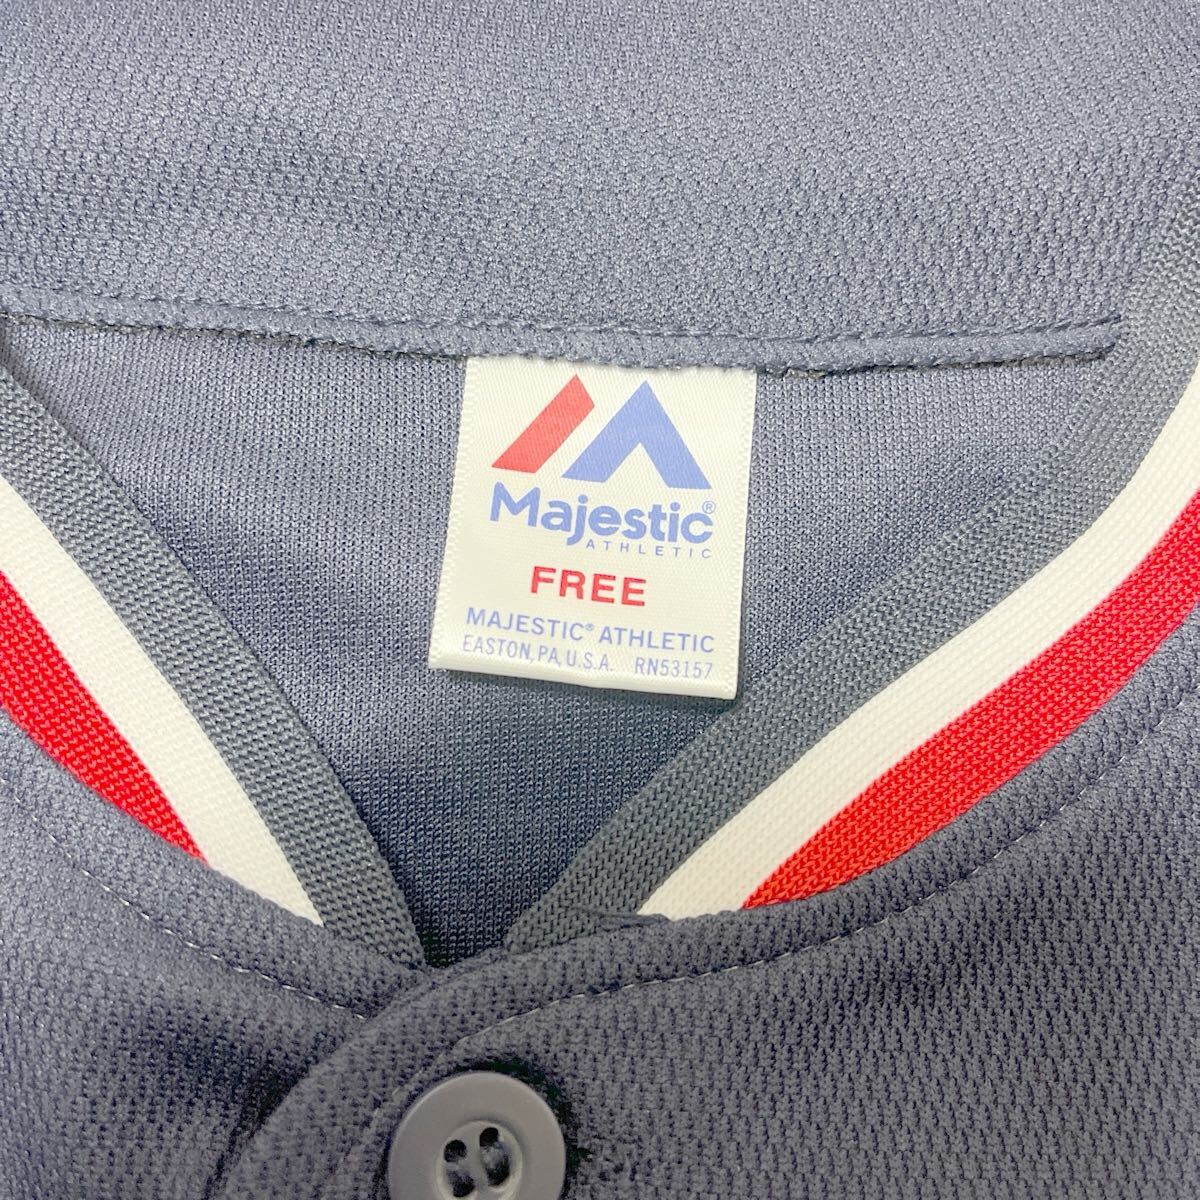 Majestic®
ATHLETIC
FREE
MAJESTIC® ATHLETIC
EASTON, PA, U.S.A. RN53157